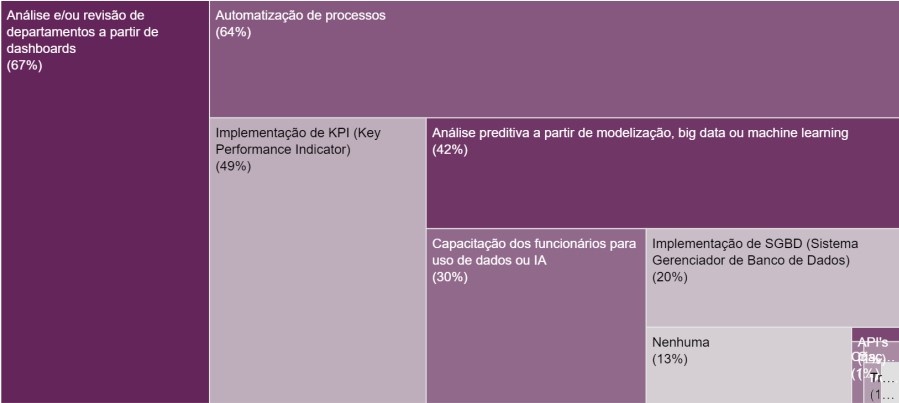 Análise e/ou revisão de
departamentos a partir de
dashboards
(67%)
Automatização de processos
(64%)
Implementação de KPI (Key
Performance Indicator)
(49%)
Análise preditiva a partir de modelização, big data ou machine learning
(42%)
Capacitação dos funcionários para
uso de dados ou IA
(30%)
Implementação de SGBD (Sistema
Gerenciador de Banco de Dados)
(20%)
Nenhuma
(13%)
API's
(1%)
Tr...
(1...